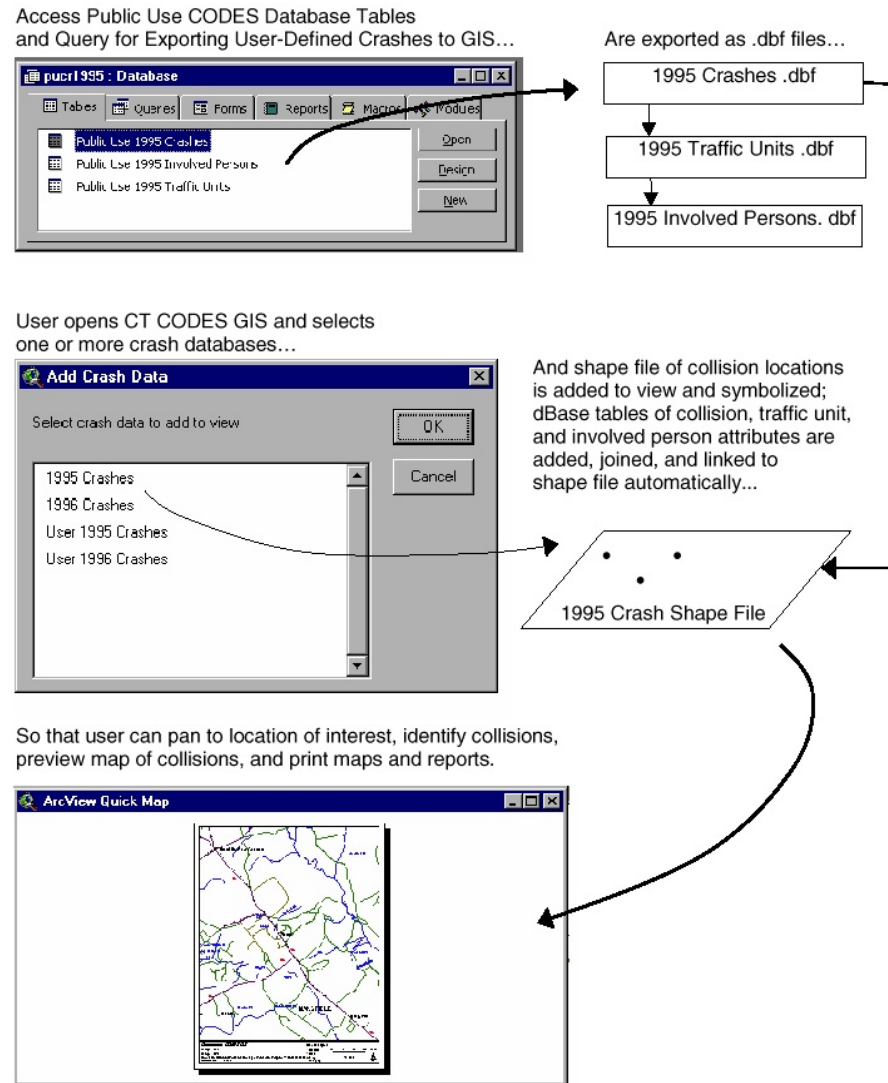 Access Public Use CODES Database Tables
and Query for Exporting User-Defined Crashes to GIS...
Are exported as .dbf files...
pucr1995 : Database
Tables Queries Forms Reports Macros Modules
Public Use 1995 Crashes
Public Use 1995 Involved Persons
Public Use 1995 Traffic Units
Open
Design
New
1995 Crashes .dbf
1995 Traffic Units .dbf
1995 Involved Persons. dbf
User opens CT CODES GIS and selects
one or more crash databases...
Add Crash Data
Select crash data to add to view
OK
Cancel
1995 Crashes
1996 Crashes
User 1995 Crashes
User 1996 Crashes
And shape file of collision locations
is added to view and symbolized;
dBase tables of collision, traffic unit,
and involved person attributes are
added, joined, and linked to
shape file automatically...
1995 Crash Shape File
So that user can pan to location of interest, identify collisions,
preview map of collisions, and print maps and reports.
ArcView Quick Map